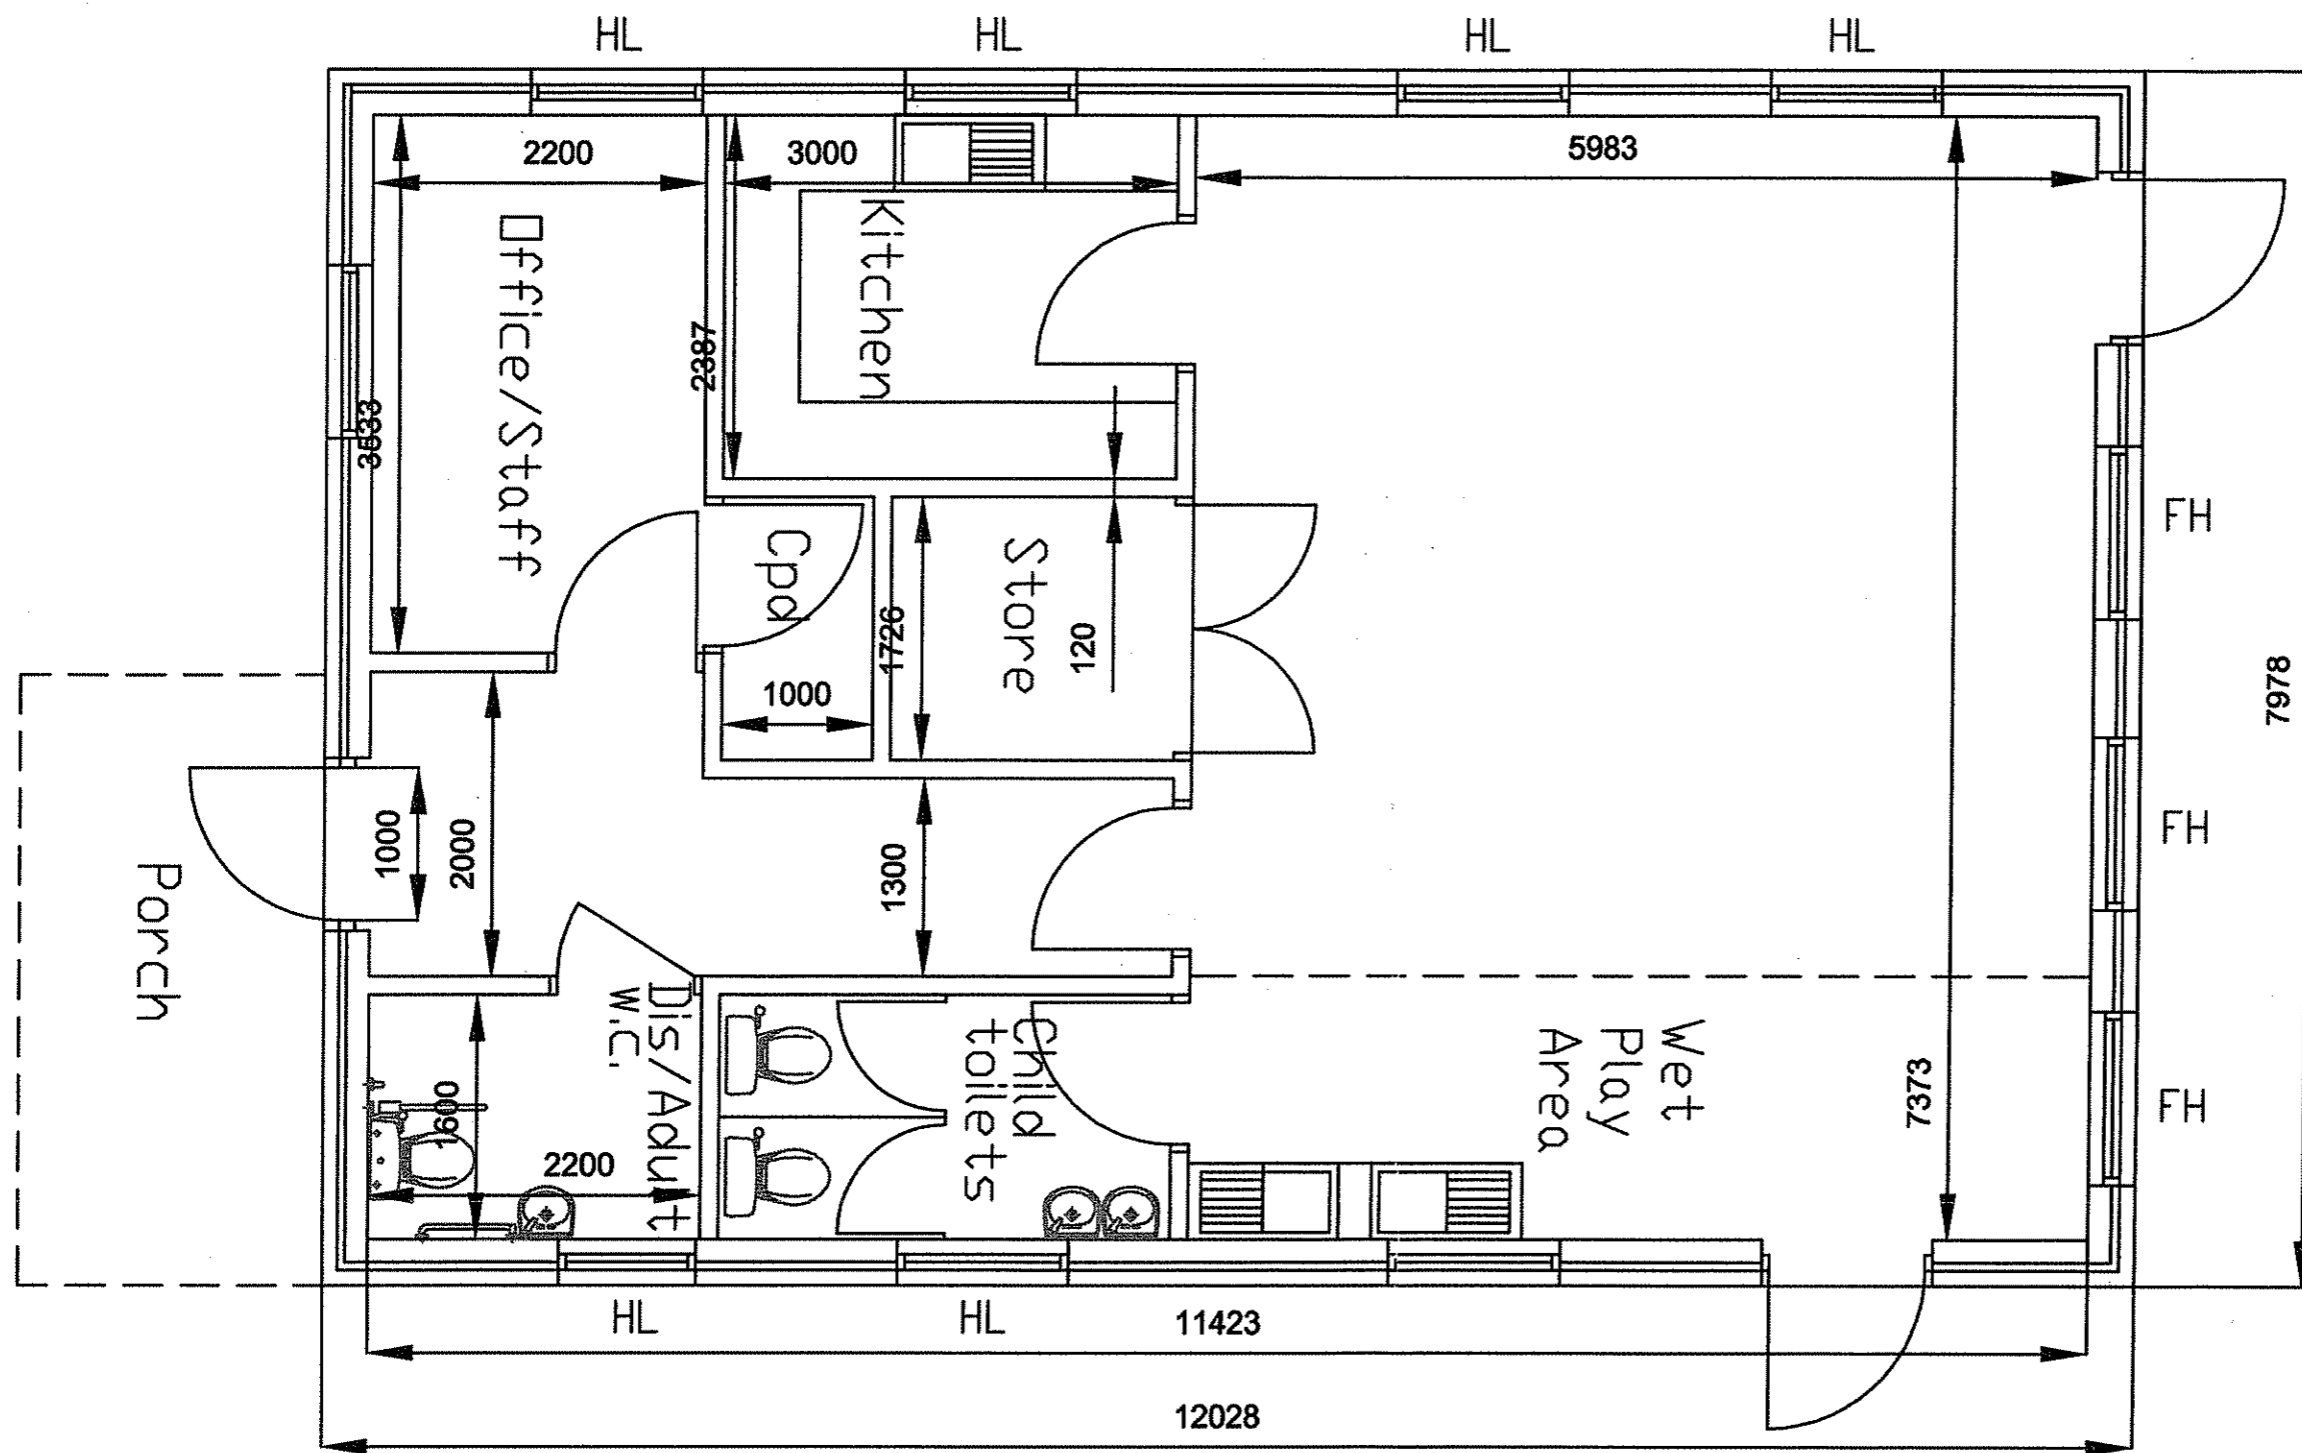 HL
HL
HL
HL
2200
3000
5983
Office/Staff
Kitchen
2387
3533
Cpd
Store
1726
120
1000
FH
7978
1000
2000
1300
FH
Porch
Dis/Adult
W.C.
Child
toilets
Wet
Play
Area
1600
2200
7373
FH
HL
HL
11423
12028